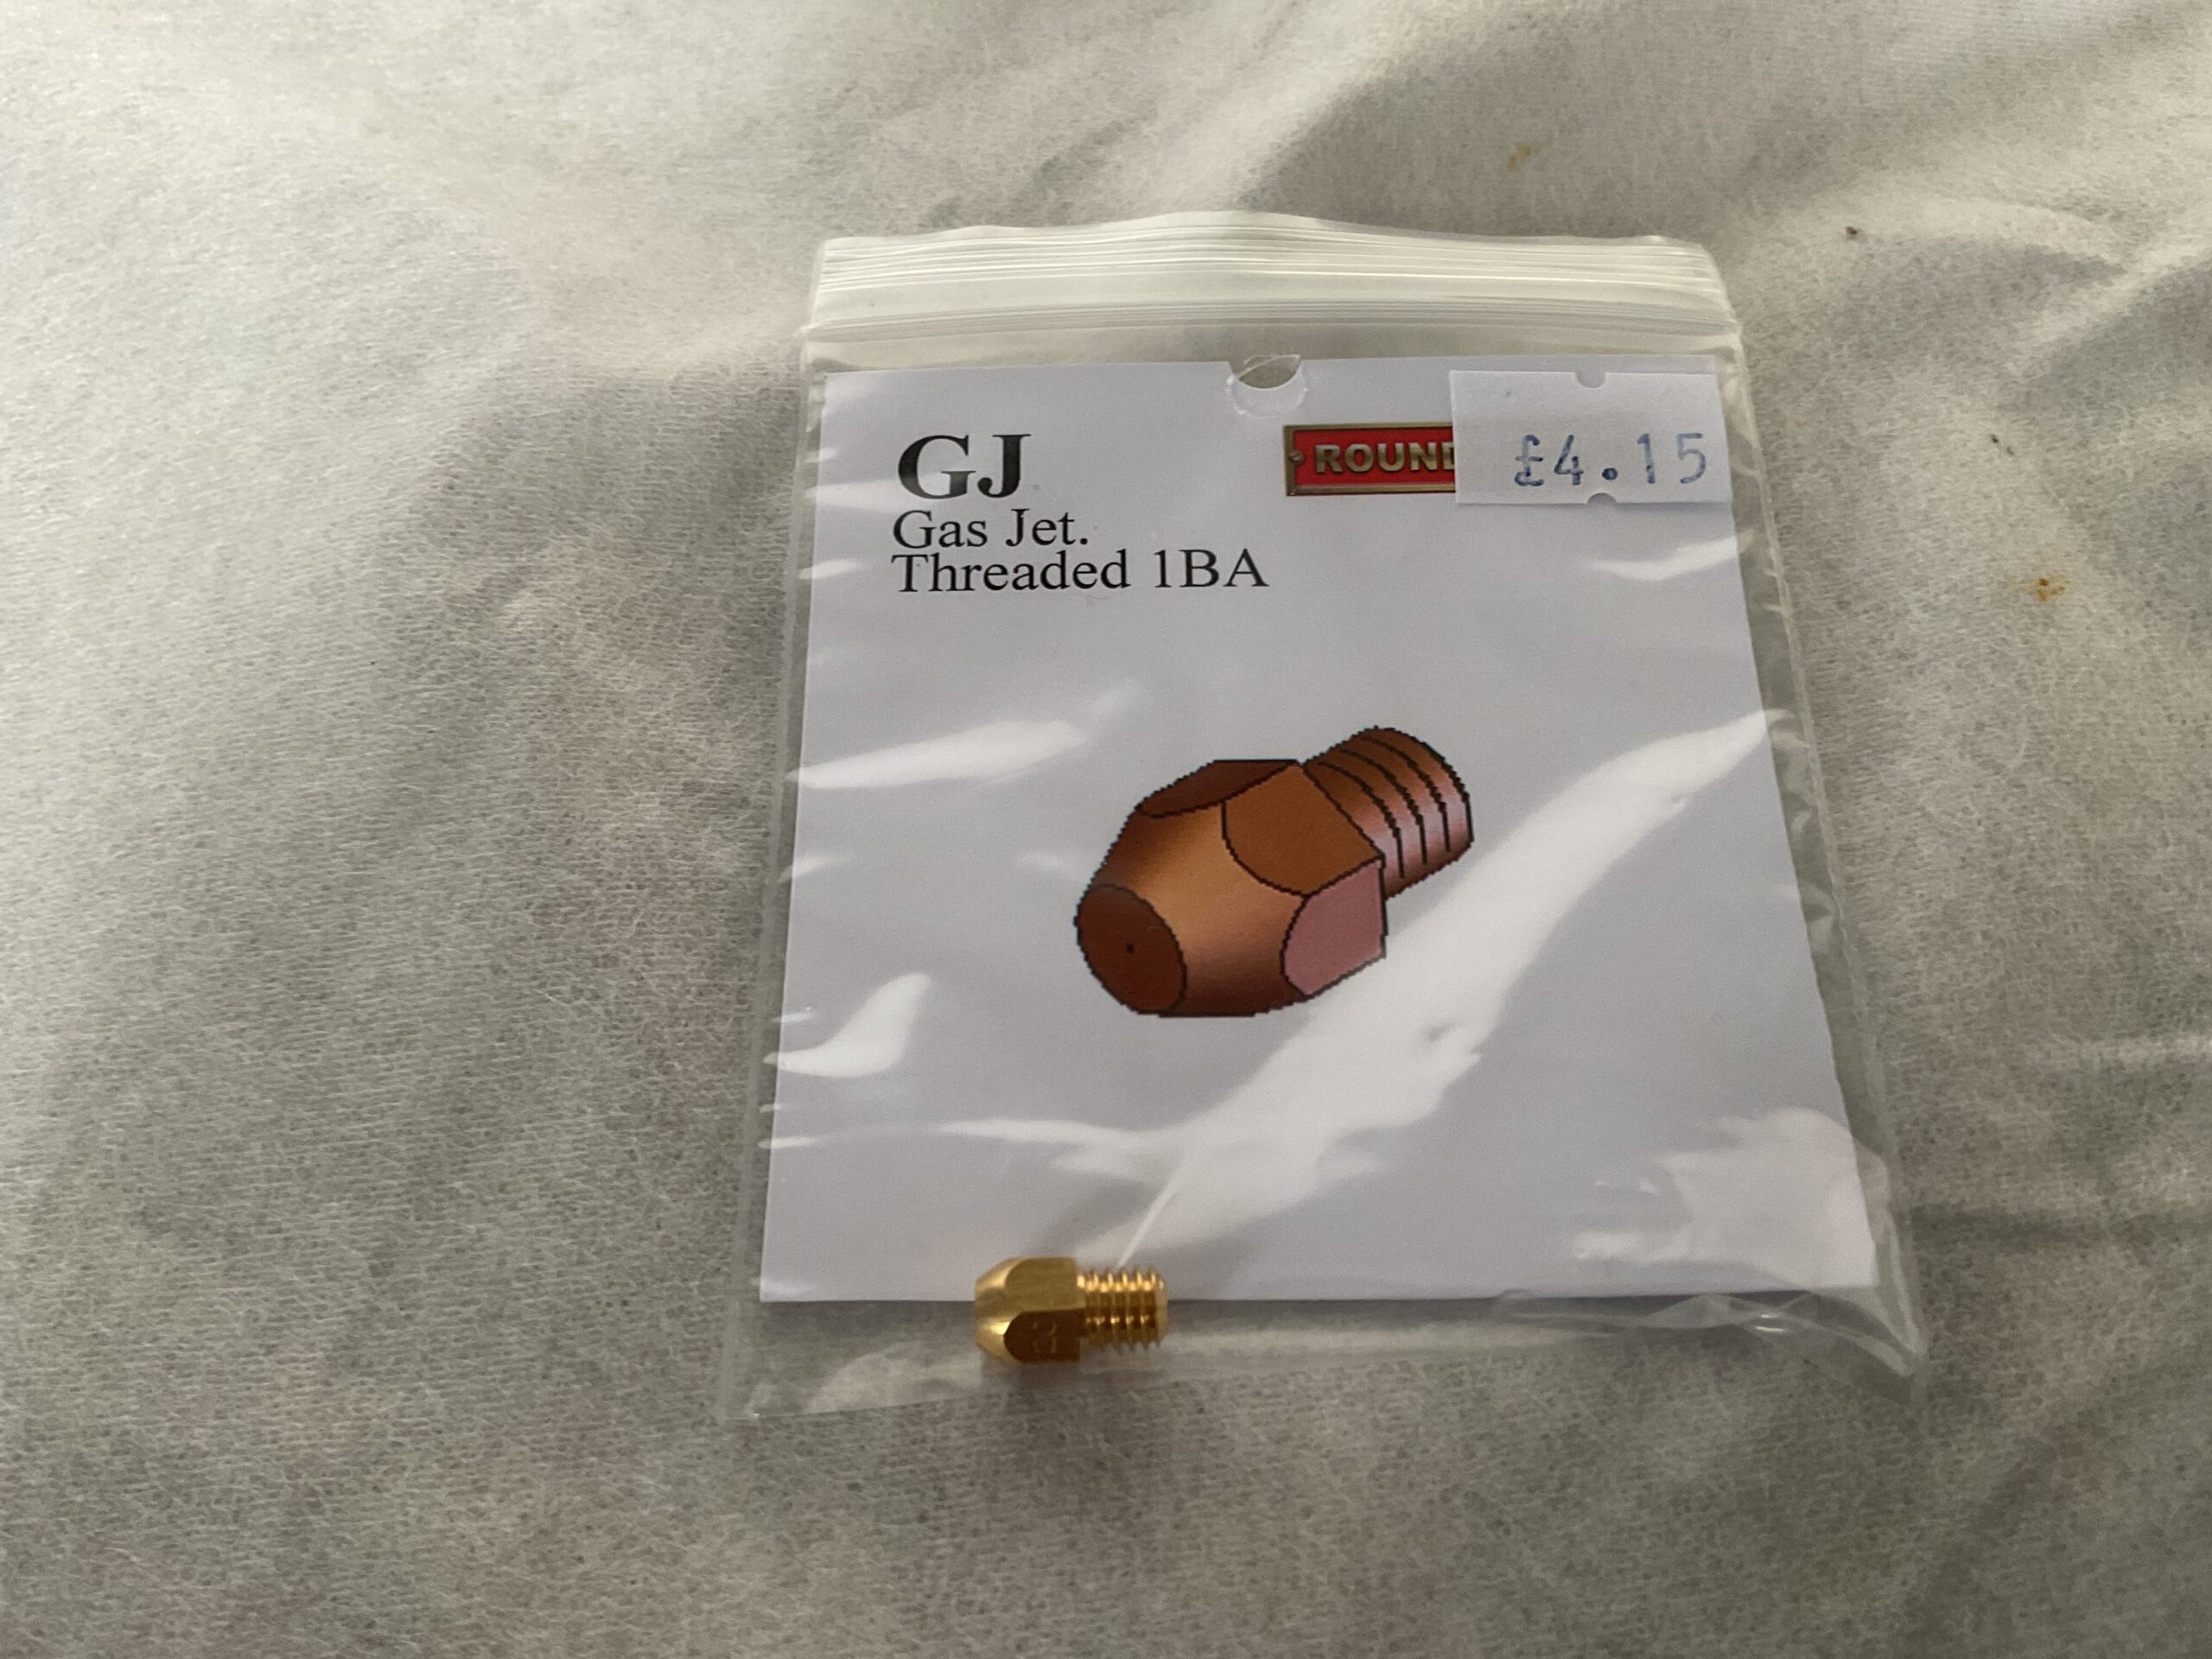 GJ
ROUND
£4.15
Gas Jet.
Threaded 1BA